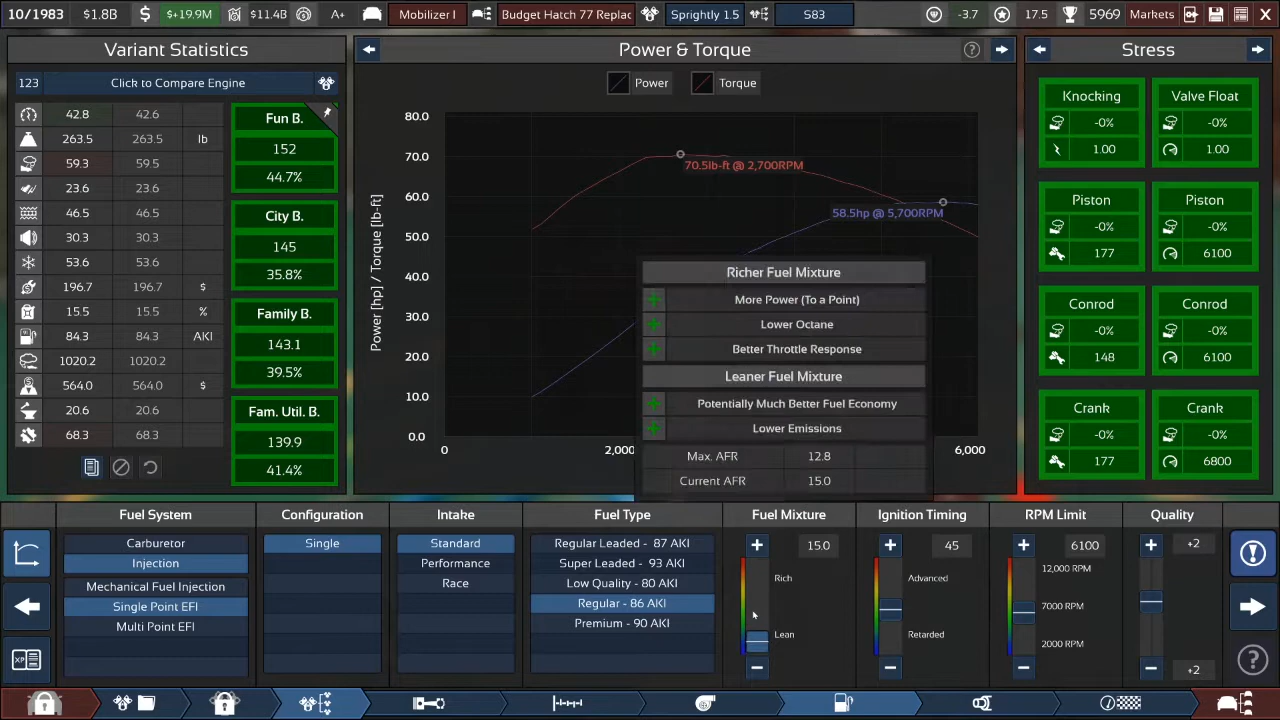 10/1983 $1.8B $+19.9M $11.4B A+ Mobilizer I Budget Hatch 77 Replac Sprightly 1.5 S83 -3.7 17.5 5969 Markets
Variant Statistics
123 Click to Compare Engine
42.8 42.6
263.5 263.5 lb
59.3 59.5
23.6 23.6
46.5 46.5
30.3 30.3
53.6 53.6
196.7 196.7 $
15.5 15.5 %
84.3 84.3 AKI
1020.2 1020.2
564.0 564.0 $
20.6 20.6
68.3 68.3
Fun B.
152
44.7%
City B.
145
35.8%
Family B.
143.1
39.5%
Fam. Util. B.
139.9
41.4%
Power & Torque
Power Torque
Power [hp] / Torque [lb-ft]
80.0
70.0
60.0
50.0
40.0
30.0
20.0
10.0
0.0
0 2,000 6,000
70.5lb-ft @ 2,700RPM
58.5hp @ 5,700RPM
Richer Fuel Mixture
More Power (To a Point)
Lower Octane
Better Throttle Response
Leaner Fuel Mixture
Potentially Much Better Fuel Economy
Lower Emissions
Max. AFR 12.8
Current AFR 15.0
Stress
Knocking
-0%
1.00
Valve Float
-0%
1.00
Piston
-0%
177
Piston
-0%
6100
Conrod
-0%
148
Conrod
-0%
6100
Crank
-0%
177
Crank
-0%
6800
Fuel System
Carburetor
Injection
Mechanical Fuel Injection
Single Point EFI
Multi Point EFI
Configuration
Single
Intake
Standard
Performance
Race
Fuel Type
Regular Leaded - 87 AKI
Super Leaded - 93 AKI
Low Quality - 80 AKI
Regular - 86 AKI
Premium - 90 AKI
Fuel Mixture
15.0
Rich
Lean
Ignition Timing
45
Advanced
Retarded
RPM Limit
6100
12,000 RPM
7000 RPM
2000 RPM
Quality
+2
+2
XP